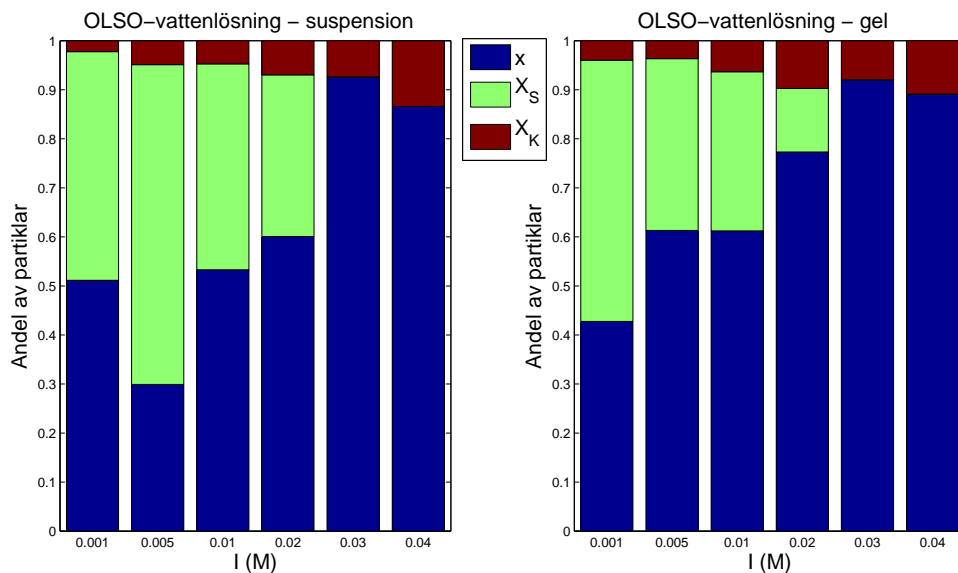 OLSO−vattenlösning − suspension
Andel av partiklar
1
0.9
0.8
0.7
0.6
0.5
0.4
0.3
0.2
0.1
0
0.001 0.005 0.01 0.02 0.03 0.04
I (M)
x
X_S
X_K
OLSO−vattenlösning − gel
Andel av partiklar
1
0.9
0.8
0.7
0.6
0.5
0.4
0.3
0.2
0.1
0
0.001 0.005 0.01 0.02 0.03 0.04
I (M)